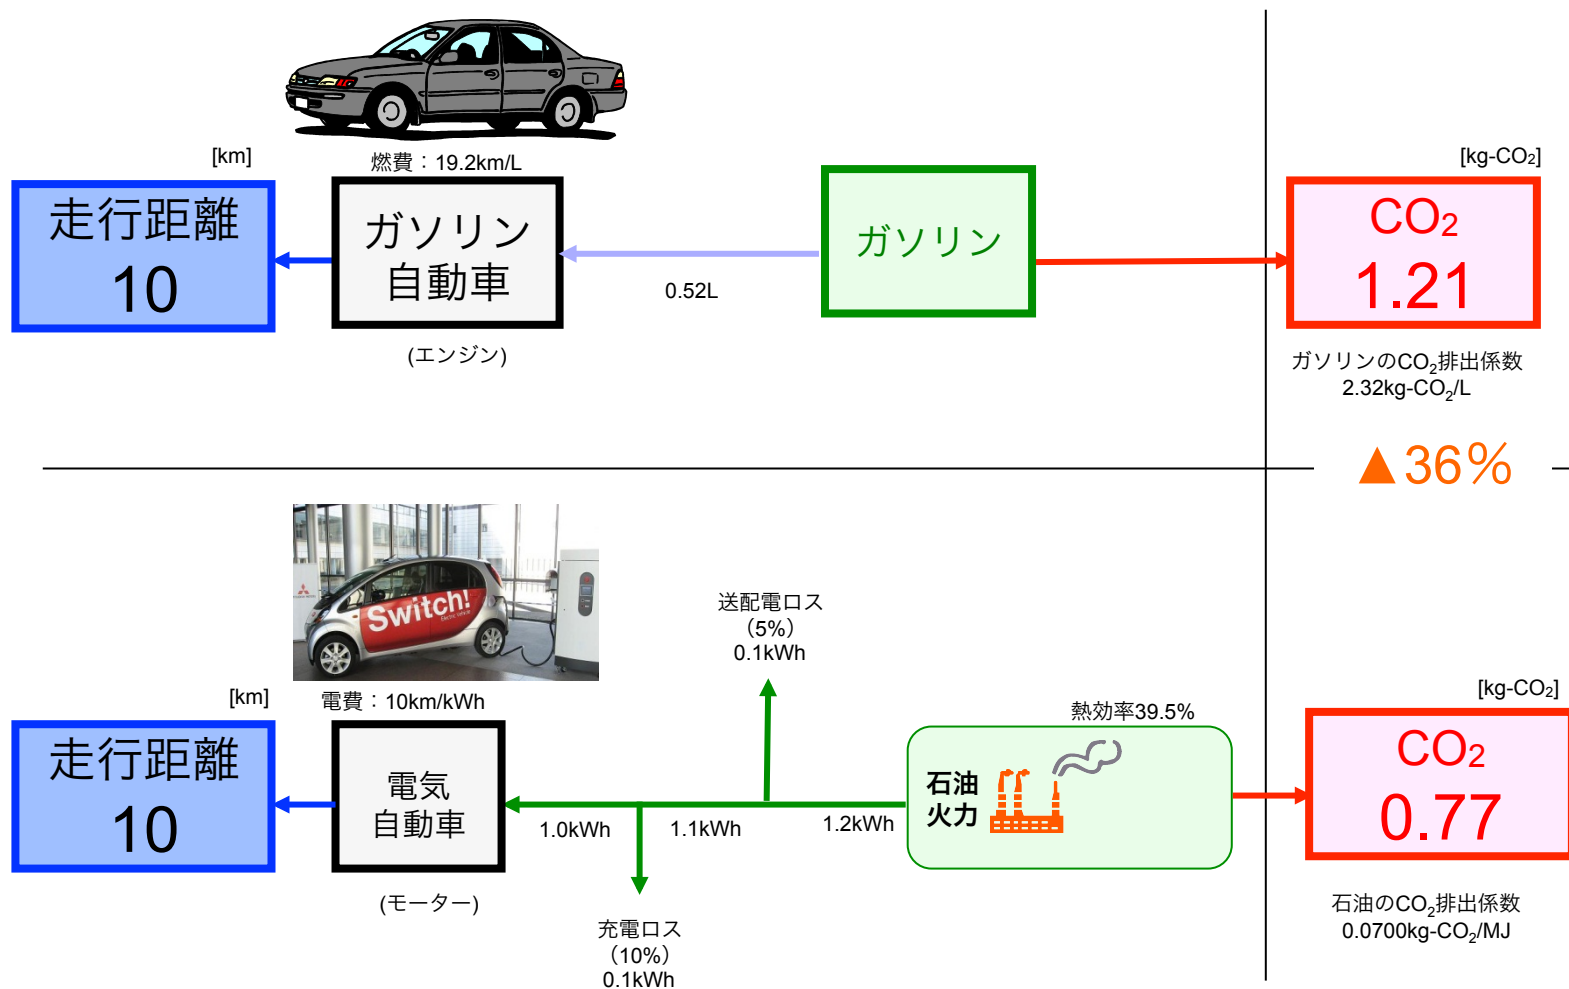 [km]
燃費：19.2km/L
[kg-CO₂]
走行距離
10
ガソリン
自動車
(エンジン)
0.52L
ガソリン
CO₂
1.21
ガソリンのCO₂排出係数
2.32kg-CO₂/L
▲36%
Switch!
[km]
電費：10km/kWh
送配電ロス
（5%）
0.1kWh
熱効率39.5%
[kg-CO₂]
走行距離
10
電気
自動車
(モーター)
1.0kWh
1.1kWh
1.2kWh
充電ロス
（10%）
0.1kWh
石油
火力
CO₂
0.77
石油のCO₂排出係数
0.0700kg-CO₂/MJ